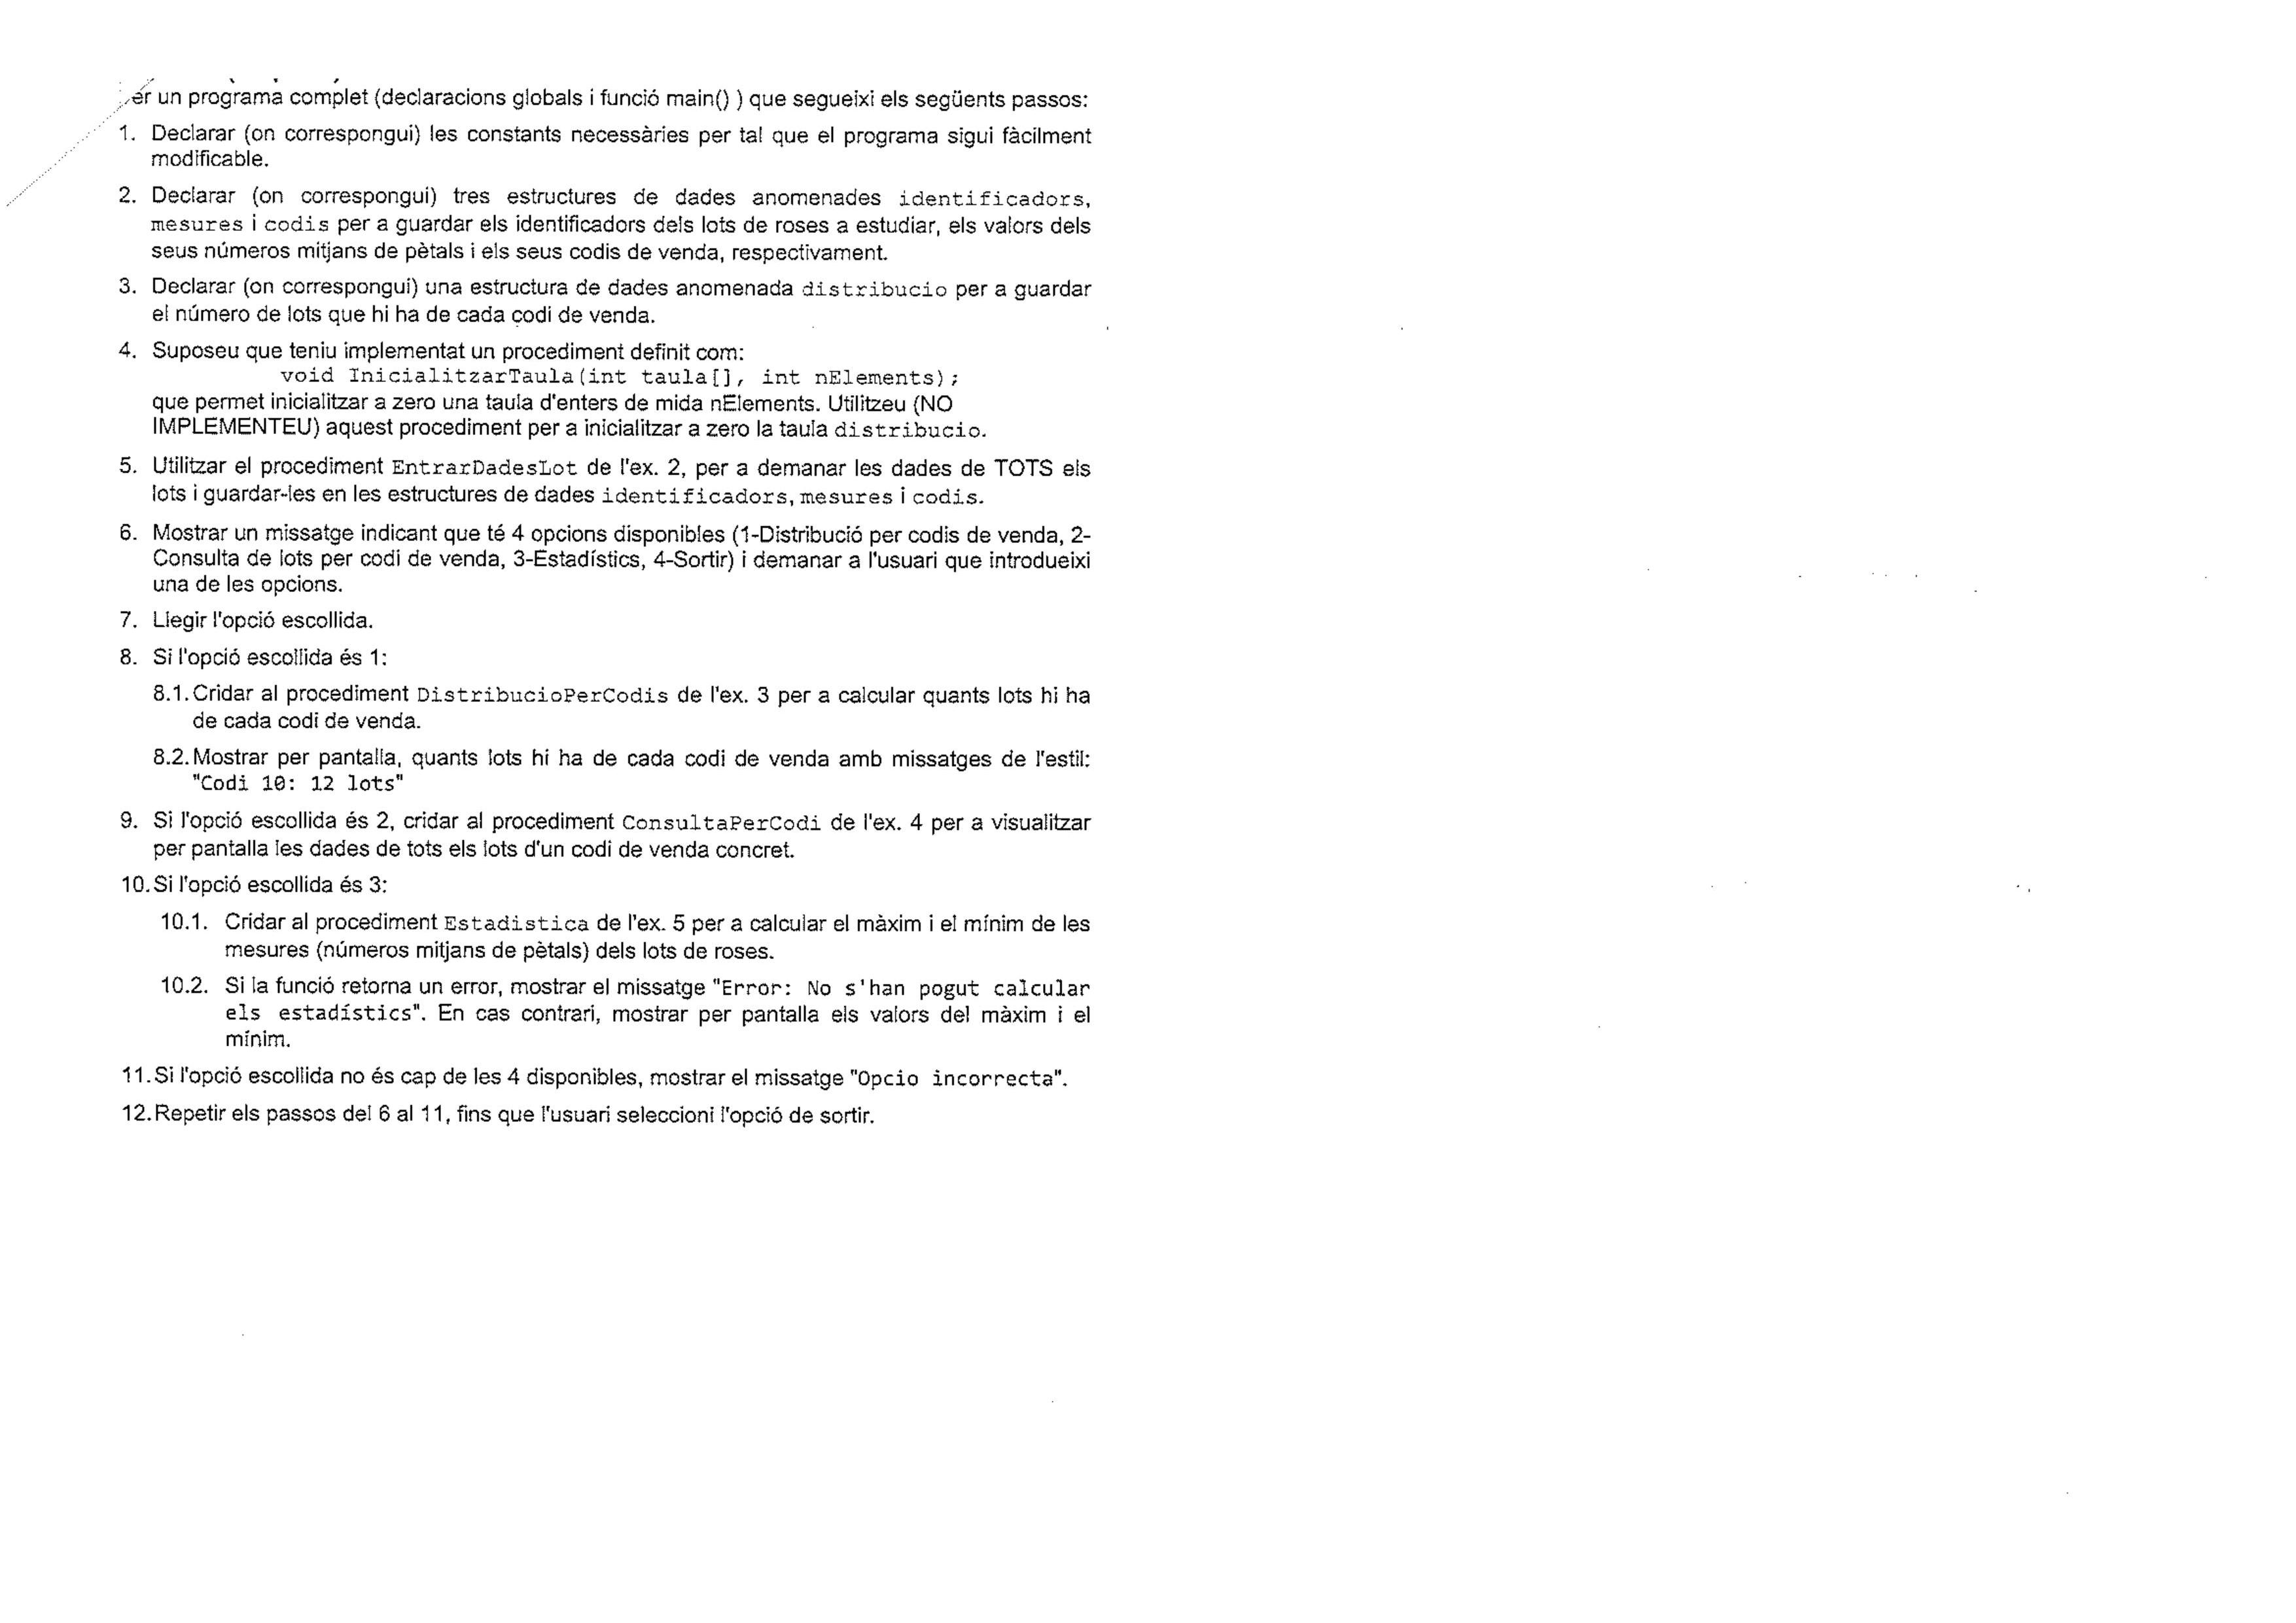 er un programa complet (declaracions globals i funció main() ) que segueixi els següents passos:
1. Declarar (on correspongui) les constants necessàries per tal que el programa sigui fàcilment
modificable.
2. Declarar (on correspongui) tres estructures de dades anomenades identificadors,
mesures i codis per a guardar els identificadors dels lots de roses a estudiar, els valors dels
seus números mitjans de pètals i els seus codis de venda, respectivament.
3. Declarar (on correspongui) una estructura de dades anomenada distribucio per a guardar
el número de lots que hi ha de cada codi de venda.
4. Suposeu que teniu implementat un procediment definit com:
void InicialitzarTaula(int taula[], int nElements);
que permet inicialitzar a zero una taula d'enters de mida nElements. Utilitzeu (NO
IMPLEMENTEU) aquest procediment per a inicialitzar a zero la taula distribucio.
5. Utilitzar el procediment EntrarDadesLot de l'ex. 2, per a demanar les dades de TOTS els
lots i guardar-les en les estructures de dades identificadors, mesures i codis.
6. Mostrar un missatge indicant que té 4 opcions disponibles (1-Distribució per codis de venda, 2-
Consulta de lots per codi de venda, 3-Estadístics, 4-Sortir) i demanar a l'usuari que introdueixi
una de les opcions.
7. Llegir l'opció escollida.
8. Si l'opció escollida és 1:
8.1. Cridar al procediment DistribucioPerCodis de l'ex. 3 per a calcular quants lots hi ha
de cada codi de venda.
8.2. Mostrar per pantalla, quants lots hi ha de cada codi de venda amb missatges de l'estil:
"Codi 10: 12 lots"
9. Si l'opció escollida és 2, cridar al procediment ConsultaPerCodi de l'ex. 4 per a visualitzar
per pantalla les dades de tots els lots d'un codi de venda concret.
10. Si l'opció escollida és 3:
10.1. Cridar al procediment Estadistica de l'ex. 5 per a calcular el màxim i el mínim de les
mesures (números mitjans de pètals) dels lots de roses.
10.2. Si la funció retorna un error, mostrar el missatge "Error: No s'han pogut calcular
els estadístics". En cas contrari, mostrar per pantalla els valors del màxim i el
mínim.
11. Si l'opció escollida no és cap de les 4 disponibles, mostrar el missatge "Opcio incorrecta".
12. Repetir els passos del 6 al 11, fins que l'usuari seleccioni l'opció de sortir.